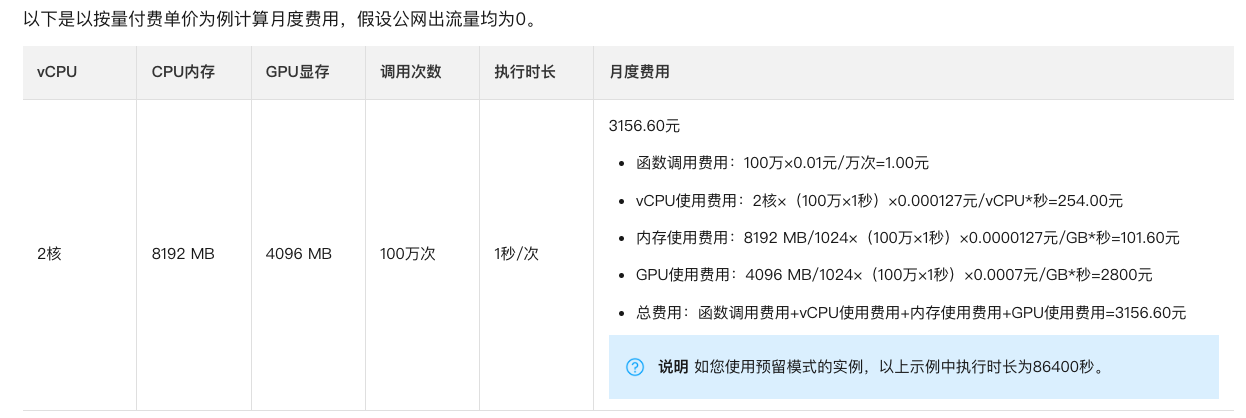 以下是以按量付费单价为例计算月度费用，假设公网出流量均为0。
vCPU CPU内存 GPU显存 调用次数 执行时长 月度费用
2核 8192 MB 4096 MB 100万次 1秒/次
3156.60元
函数调用费用：100万×0.01元/万次=1.00元
vCPU使用费用：2核×（100万×1秒）×0.000127元/vCPU*秒=254.00元
内存使用费用：8192 MB/1024×（100万×1秒）×0.0000127元/GB*秒=101.60元
GPU使用费用：4096 MB/1024×（100万×1秒）×0.0007元/GB*秒=2800元
总费用：函数调用费用+vCPU使用费用+内存使用费用+GPU使用费用=3156.60元
说明 如您使用预留模式的实例，以上示例中执行时长为86400秒。